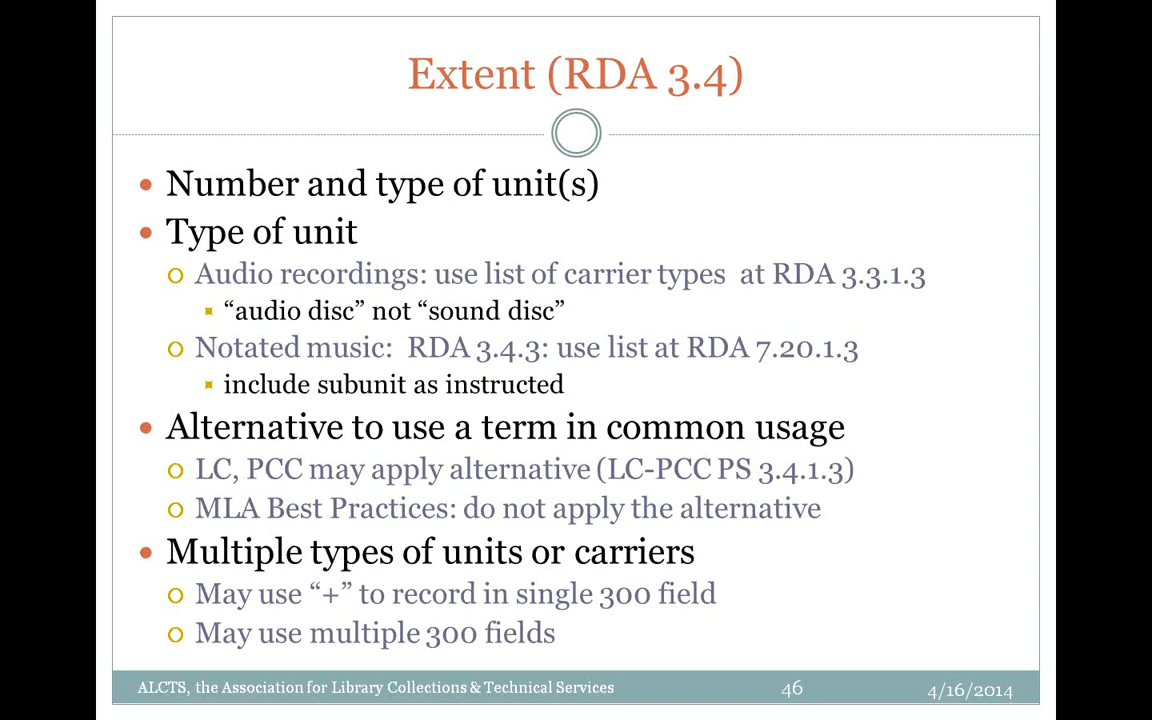 Extent (RDA 3.4)
• Number and type of unit(s)
• Type of unit
o Audio recordings: use list of carrier types at RDA 3.3.1.3
▪ “audio disc” not “sound disc”
o Notated music: RDA 3.4.3: use list at RDA 7.20.1.3
▪ include subunit as instructed
• Alternative to use a term in common usage
o LC, PCC may apply alternative (LC-PCC PS 3.4.1.3)
o MLA Best Practices: do not apply the alternative
• Multiple types of units or carriers
o May use “+” to record in single 300 field
o May use multiple 300 fields
ALCTS, the Association for Library Collections & Technical Services 46 4/16/2014